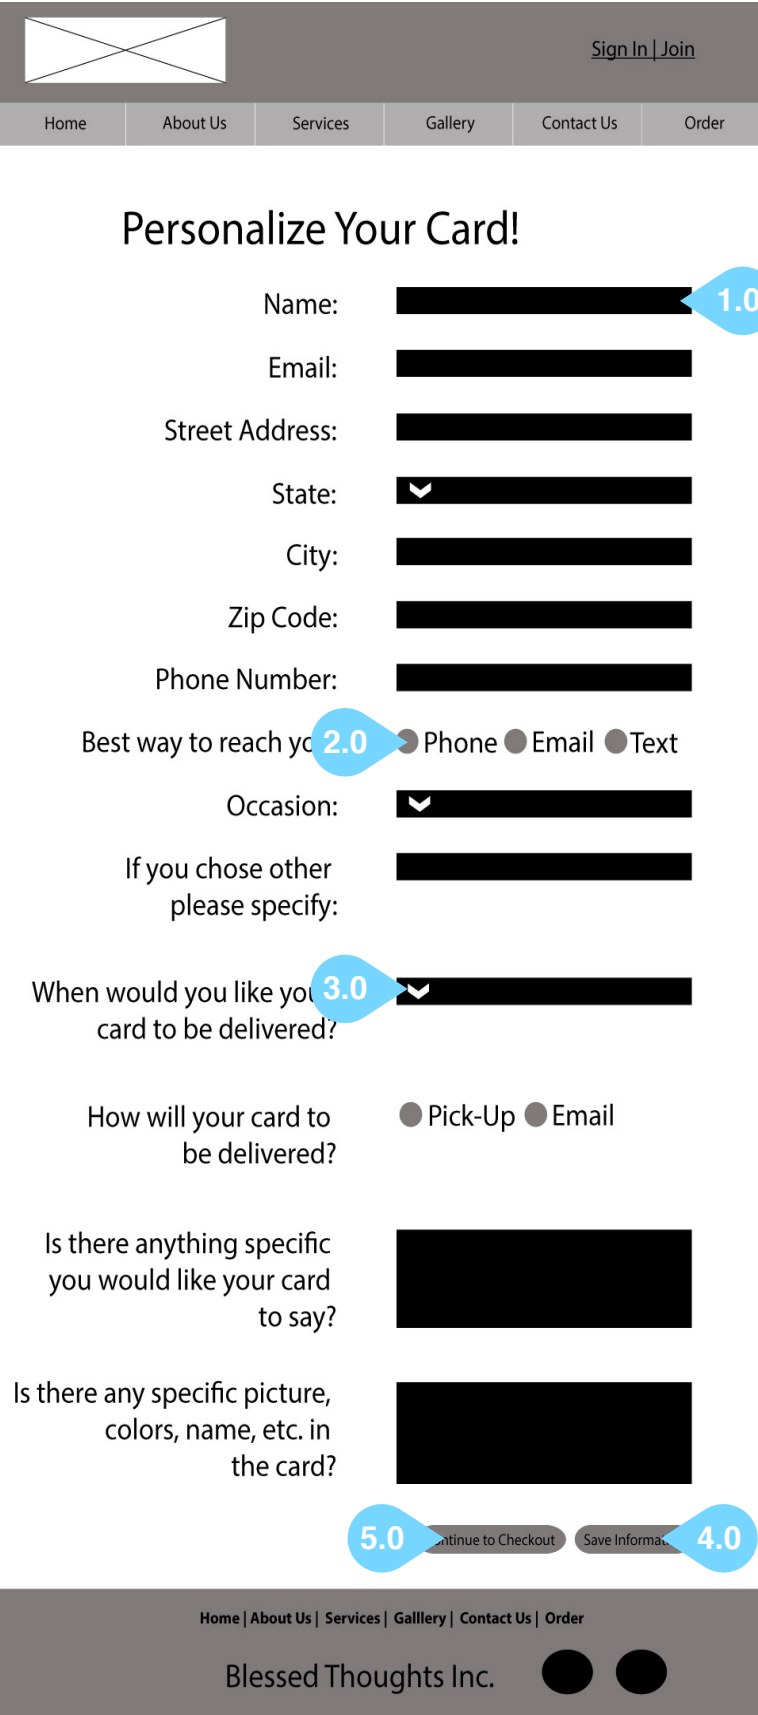 Sign In | Join
Home About Us Services Gallery Contact Us Order
Personalize Your Card!
Name:
1.0
Email:
Street Address:
State:
City:
Zip Code:
Phone Number:
Best way to reach 2.0 Phone Email Text
Occasion:
If you chose other
please specify:
When would you like 3.0
card to be delivered?
How will your card to Pick-Up Email
be delivered?
Is there anything specific
you would like your card
to say?
Is there any specific picture,
colors, name, etc. in
the card?
5.0 to Checkout Save 4.0
Home | About Us | Services | Galllery | Contact Us | Order
Blessed Thoughts Inc.